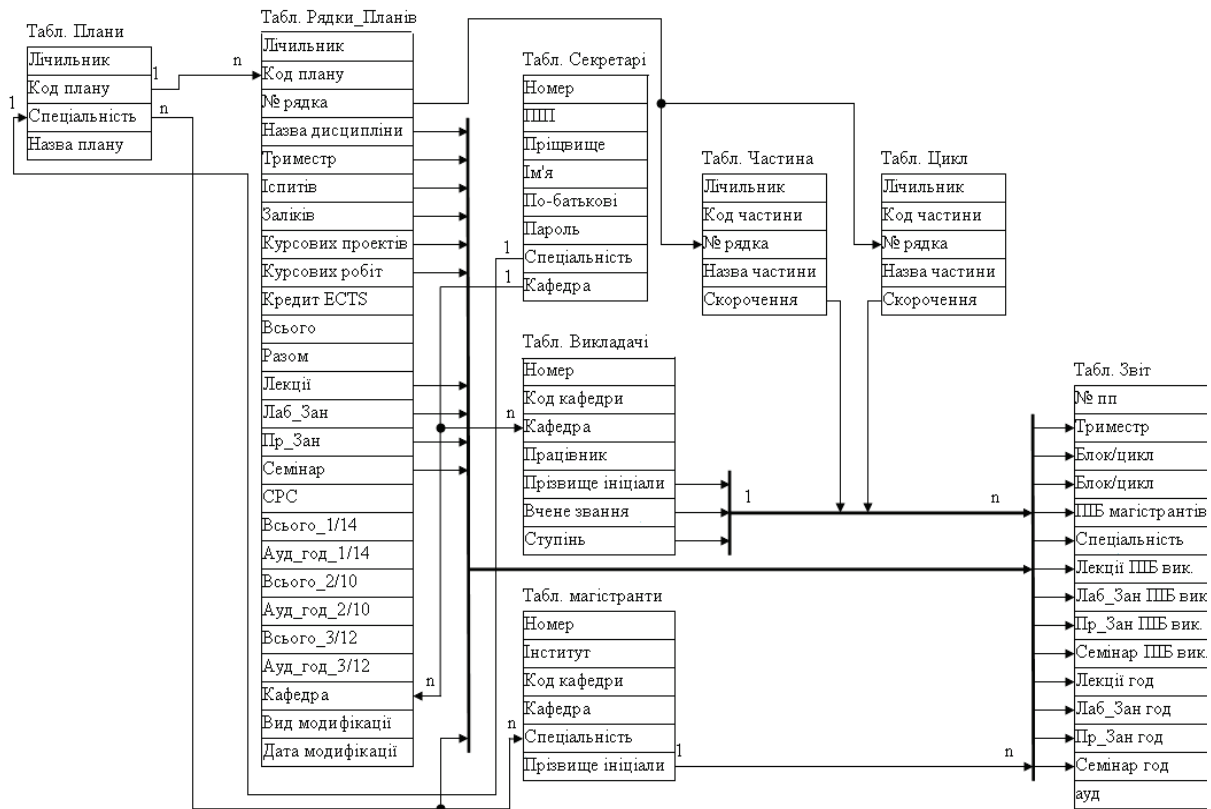 Табл. Плани
Лічильник
Код плану
Спеціальність
Назва плану
1
n
1
n
Табл. Рядки_Планів
Лічильник
Код плану
№ рядка
Назва дисципліни
Триместр
Іспитів
Заліків
Курсових проектів
Курсових робіт
Кредит ECTS
Всього
Разом
Лекції
Лаб_Зан
Пр_Зан
Семінар
СРС
Всього_1/14
Ауд_год_1/14
Всього_2/10
Ауд_год_2/10
Всього_3/12
Ауд_год_3/12
Кафедра
Вид модифікації
Дата модифікації
n
Табл. Секретарі
Номер
ПІП
Пріщвище
Ім'я
По-батькові
Пароль
Спеціальність
Кафедра
1
1
Табл. Частина
Лічильник
Код частини
№ рядка
Назва частини
Скорочення
Табл. Цикл
Лічильник
Код частини
№ рядка
Назва частини
Скорочення
Табл. Викладачі
Номер
Код кафедри
Кафедра
Працівник
Прізвище ініціали
Вчене звання
Ступінь
n
1
n
Табл. магістранти
Номер
Інститут
Код кафедри
Кафедра
Спеціальність
Прізвище ініціали
n
1
n
Табл. Звіт
№ пп
Триместр
Блок/цикл
Блок/цикл
ПІБ магістрантів
Спеціальність
Лекції ПІБ вик.
Лаб_Зан ПІБ вик
Пр_Зан ПІБ вик.
Семінар ПІБ вик.
Лекції год
Лаб_Зан год
Пр_Зан год
Семінар год
ауд